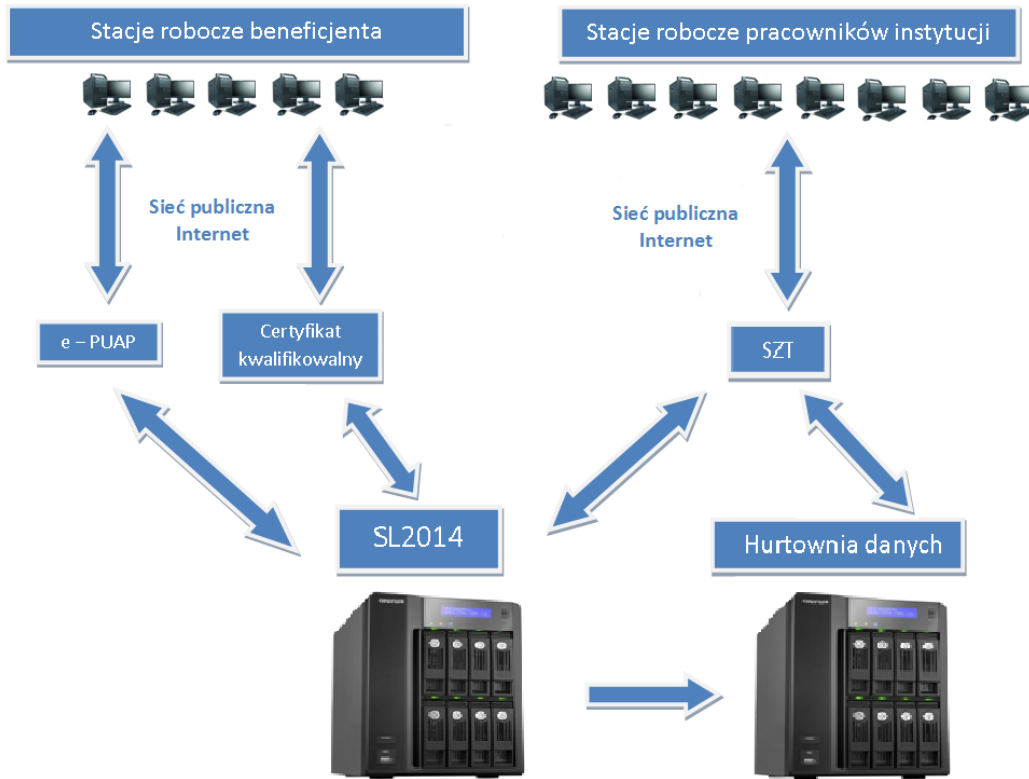 Stacje robocze beneficjenta
Stacje robocze pracowników instytucji
Sieć publiczna
Internet
Sieć publiczna
Internet
e – PUAP
Certyfikat
kwalifikowalny
SZT
SL2014
Hurtownia danych